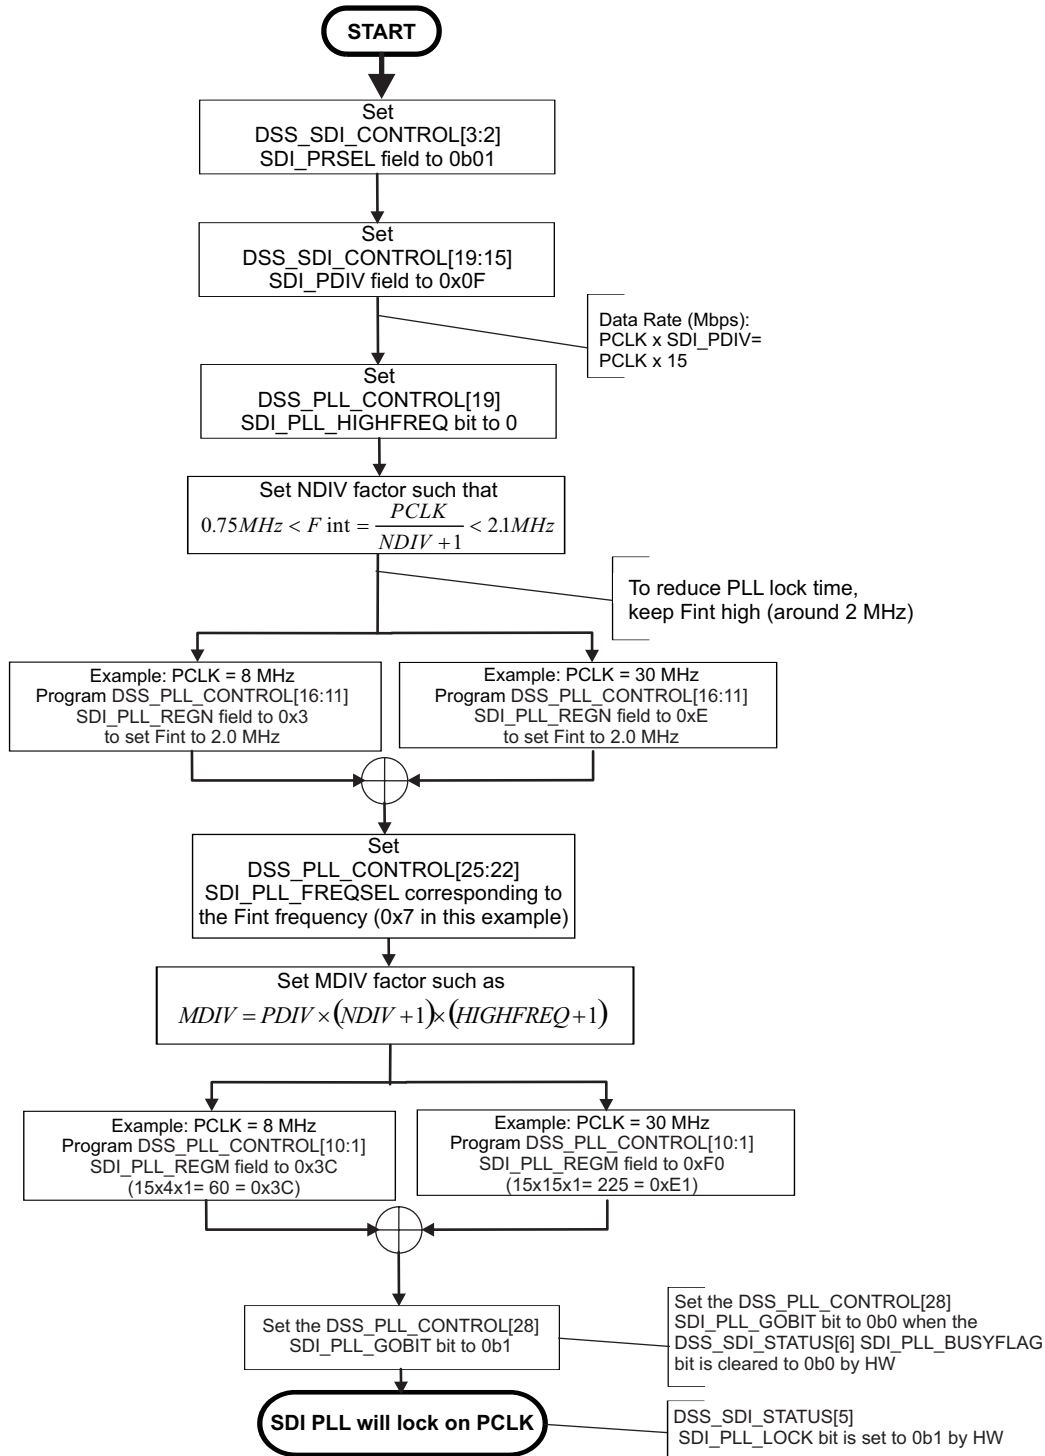 START
Set
DSS_SDI_CONTROL[3:2]
SDI_PRSEL field to 0b01
Set
DSS_SDI_CONTROL[19:15]
SDI_PDIV field to 0x0F
Data Rate (Mbps):
PCLK x SDI_PDIV=
PCLK x 15
Set
DSS_PLL_CONTROL[19]
SDI_PLL_HIGHFREQ bit to 0
Set NDIV factor such that
0.75MHz < F int = PCLK / NDIV +1 < 2.1MHz
To reduce PLL lock time,
keep Fint high (around 2 MHz)
Example: PCLK = 8 MHz
Program DSS_PLL_CONTROL[16:11]
SDI_PLL_REGN field to 0x3
to set Fint to 2.0 MHz
Example: PCLK = 30 MHz
Program DSS_PLL_CONTROL[16:11]
SDI_PLL_REGN field to 0xE
to set Fint to 2.0 MHz
Set
DSS_PLL_CONTROL[25:22]
SDI_PLL_FREQSEL corresponding to
the Fint frequency (0x7 in this example)
Set MDIV factor such as
MDIV = PDIV × (NDIV +1) × (HIGHFREQ +1)
Example: PCLK = 8 MHz
Program DSS_PLL_CONTROL[10:1]
SDI_PLL_REGM field to 0x3C
(15x4x1= 60 = 0x3C)
Example: PCLK = 30 MHz
Program DSS_PLL_CONTROL[10:1]
SDI_PLL_REGM field to 0xF0
(15x15x1= 225 = 0xE1)
Set the DSS_PLL_CONTROL[28]
SDI_PLL_GOBIT bit to 0b1
Set the DSS_PLL_CONTROL[28]
SDI_PLL_GOBIT bit to 0b0 when the
DSS_SDI_STATUS[6] SDI_PLL_BUSYFLAG
bit is cleared to 0b0 by HW
SDI PLL will lock on PCLK
DSS_SDI_STATUS[5]
SDI_PLL_LOCK bit is set to 0b1 by HW